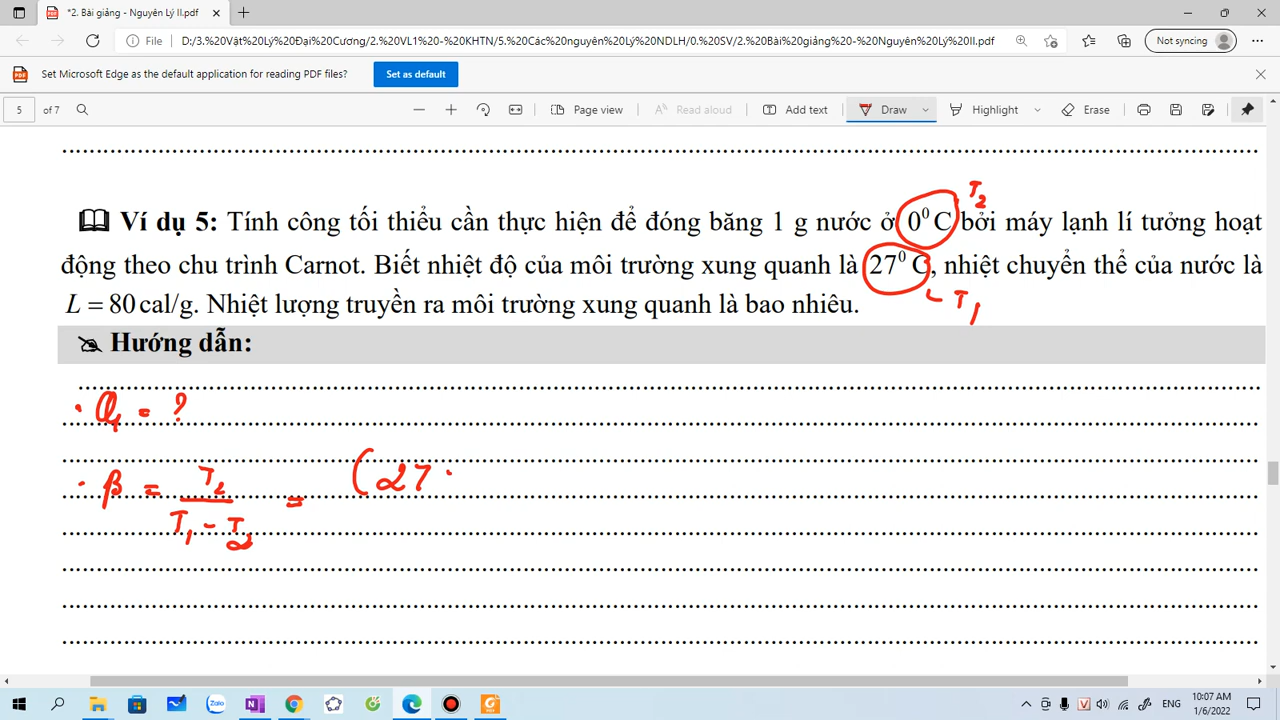 *2. Bài giảng - Nguyên Lý II.pdf
File D:/3.%20Vật%20Lý%20Đại%20Cương/2.%20VL1%20-%20KHTN/5.%20Các%20nguyên%20Lý%20NDLH/0.%20SV/2.%20Bài%20giảng%20-%20Nguyên%20Lý%20II.pdf Not syncing
Set Microsoft Edge as the default application for reading PDF files? Set as default
5 of 7 Page view Read aloud Add text Draw Highlight Erase
T2
Ví dụ 5: Tính công tối thiểu cần thực hiện để đóng băng 1 g nước ở 0⁰ C bởi máy lạnh lí tưởng hoạt
động theo chu trình Carnot. Biết nhiệt độ của môi trường xung quanh là 27⁰ C, nhiệt chuyển thể của nước là
L = 80 cal/g. Nhiệt lượng truyền ra môi trường xung quanh là bao nhiêu.
T1
Hướng dẫn:
· Q1 = ?
· β = T2 / (T1 - T2) = (27
Zalo
ENG
10:07 AM
1/6/2022